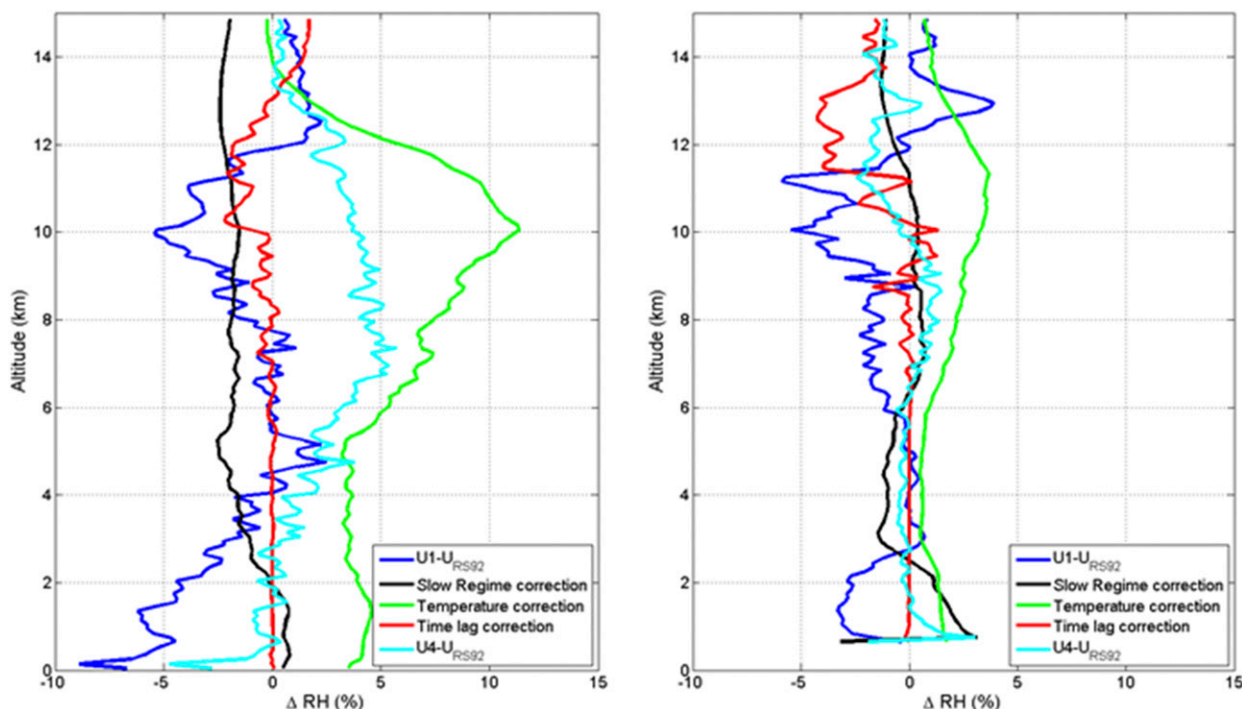 14
12
10
8
6
4
2
0
Altitude (km)
-10 -5 0 5 10 15
Δ RH (%)
U1-U_RS92
Slow Regime correction
Temperature correction
Time lag correction
U4-U_RS92
14
12
10
8
6
4
2
0
Altitude (km)
-10 -5 0 5 10 15
Δ RH (%)
U1-U_RS92
Slow Regime correction
Temperature correction
Time lag correction
U4-U_RS92